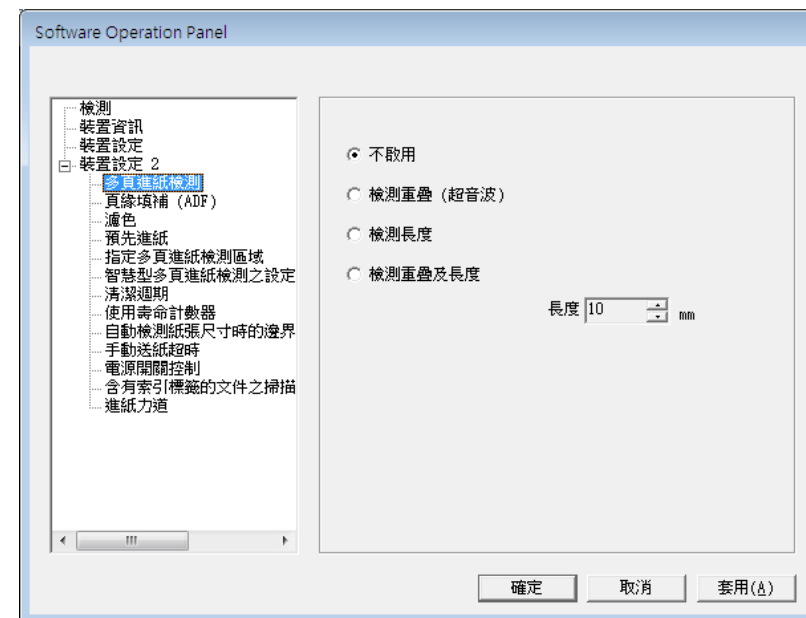 Software Operation Panel
檢測
裝置資訊
裝置設定
裝置設定 2
多頁進紙檢測
頁緣填補 (ADF)
濾色
預先進紙
指定多頁進紙檢測區域
智慧型多頁進紙檢測之設定
清潔週期
使用壽命計數器
自動檢測紙張尺寸時的邊界
手動送紙超時
電源開關控制
含有索引標籤的文件之掃描
進紙力道
不啟用
檢測重疊 (超音波)
檢測長度
檢測重疊及長度
長度 10 mm
確定 取消 套用(A)